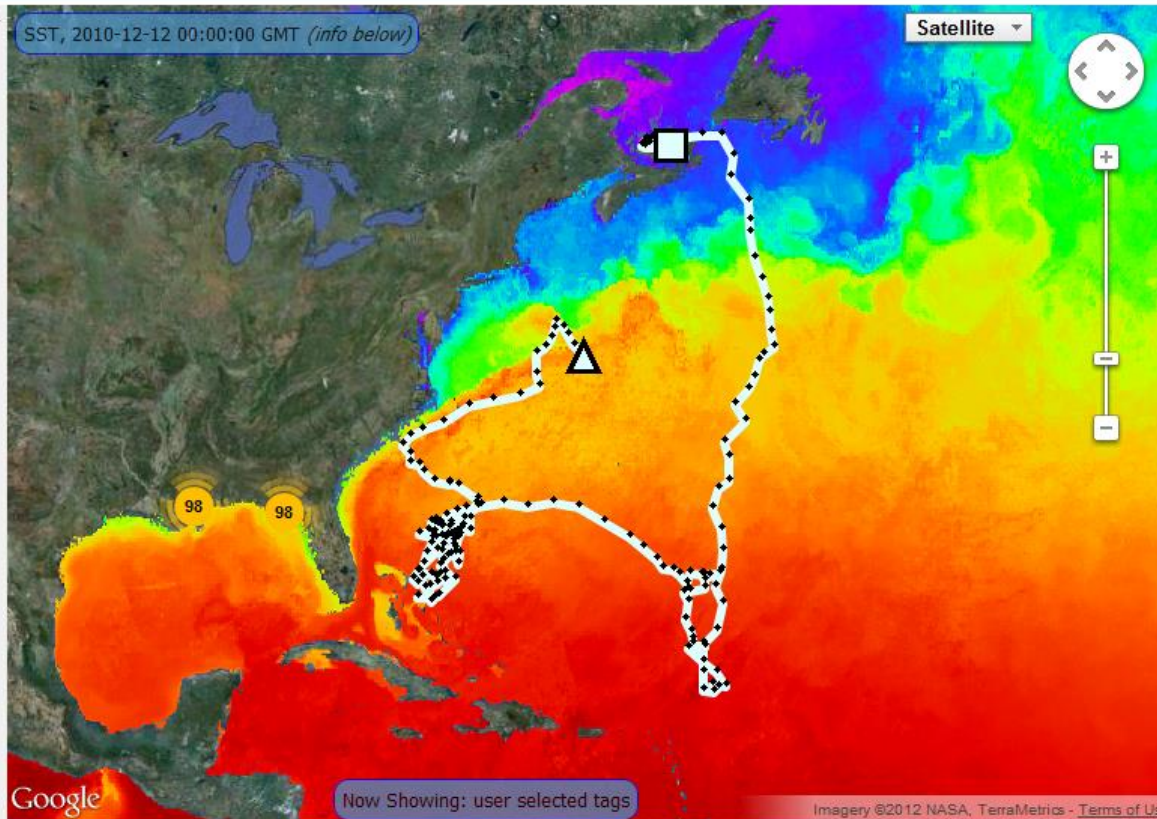 SST, 2010-12-12 00:00:00 GMT (info below)
Satellite
98
98
Now Showing: user selected tags
Google
Imagery ©2012 NASA, TerraMetrics - Terms of